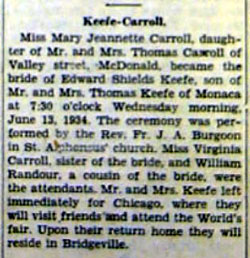 Keefe-Carroll.
Miss Mary Jeannette Carroll, daugh-
ter of Mr. and Mrs. Thomas Carroll of
Valley street, McDonald, became the
bride of Edward Shields Keefe, son of
Mr. and Mrs. Thomas Keefe of Monaca
at 7:30 o'clock Wednesday morning,
June 13, 1934. The ceremony was per-
formed by the Rev. Fr. J. A. Burgoon
in St. Alphonsus' church. Miss Virginia
Carroll, sister of the bride, and William
Randour, a cousin of the bride, were
the attendants. Mr. and Mrs. Keefe left
immediately for Chicago, where they
will visit friends and attend the World's
fair. Upon their return home they will
reside in Bridgeville.